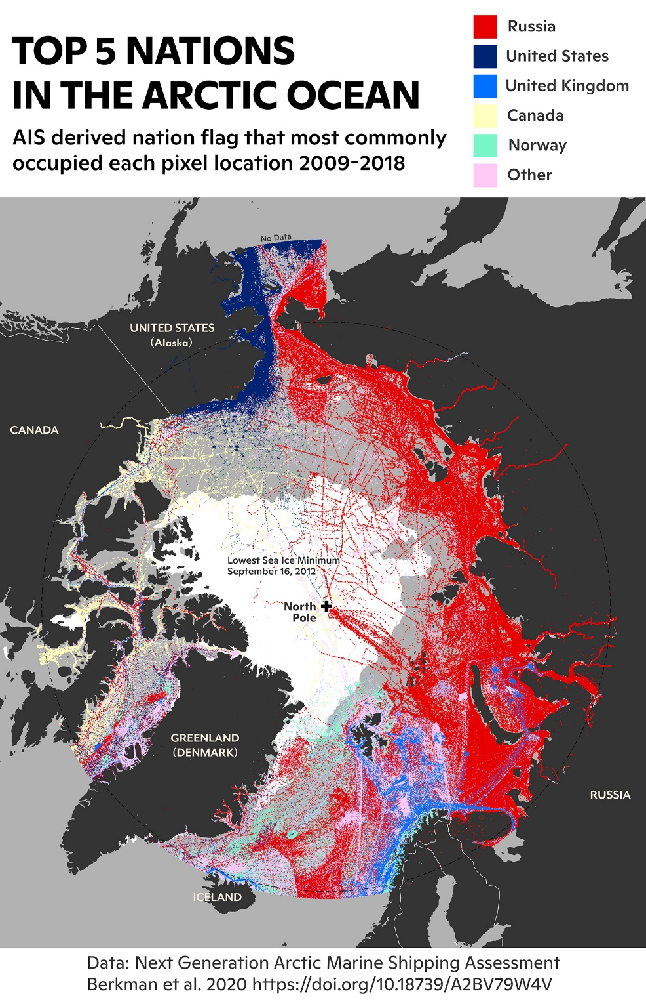 TOP 5 NATIONS
IN THE ARCTIC OCEAN
AIS derived nation flag that most commonly
occupied each pixel location 2009-2018
Russia
United States
United Kingdom
Canada
Norway
Other
No Data
UNITED STATES
(Alaska)
CANADA
Lowest Sea Ice Minimum
September 16, 2012
North
Pole
GREENLAND
(DENMARK)
RUSSIA
ICELAND
Data: Next Generation Arctic Marine Shipping Assessment
Berkman et al. 2020 https://doi.org/10.18739/A2BV79W4V